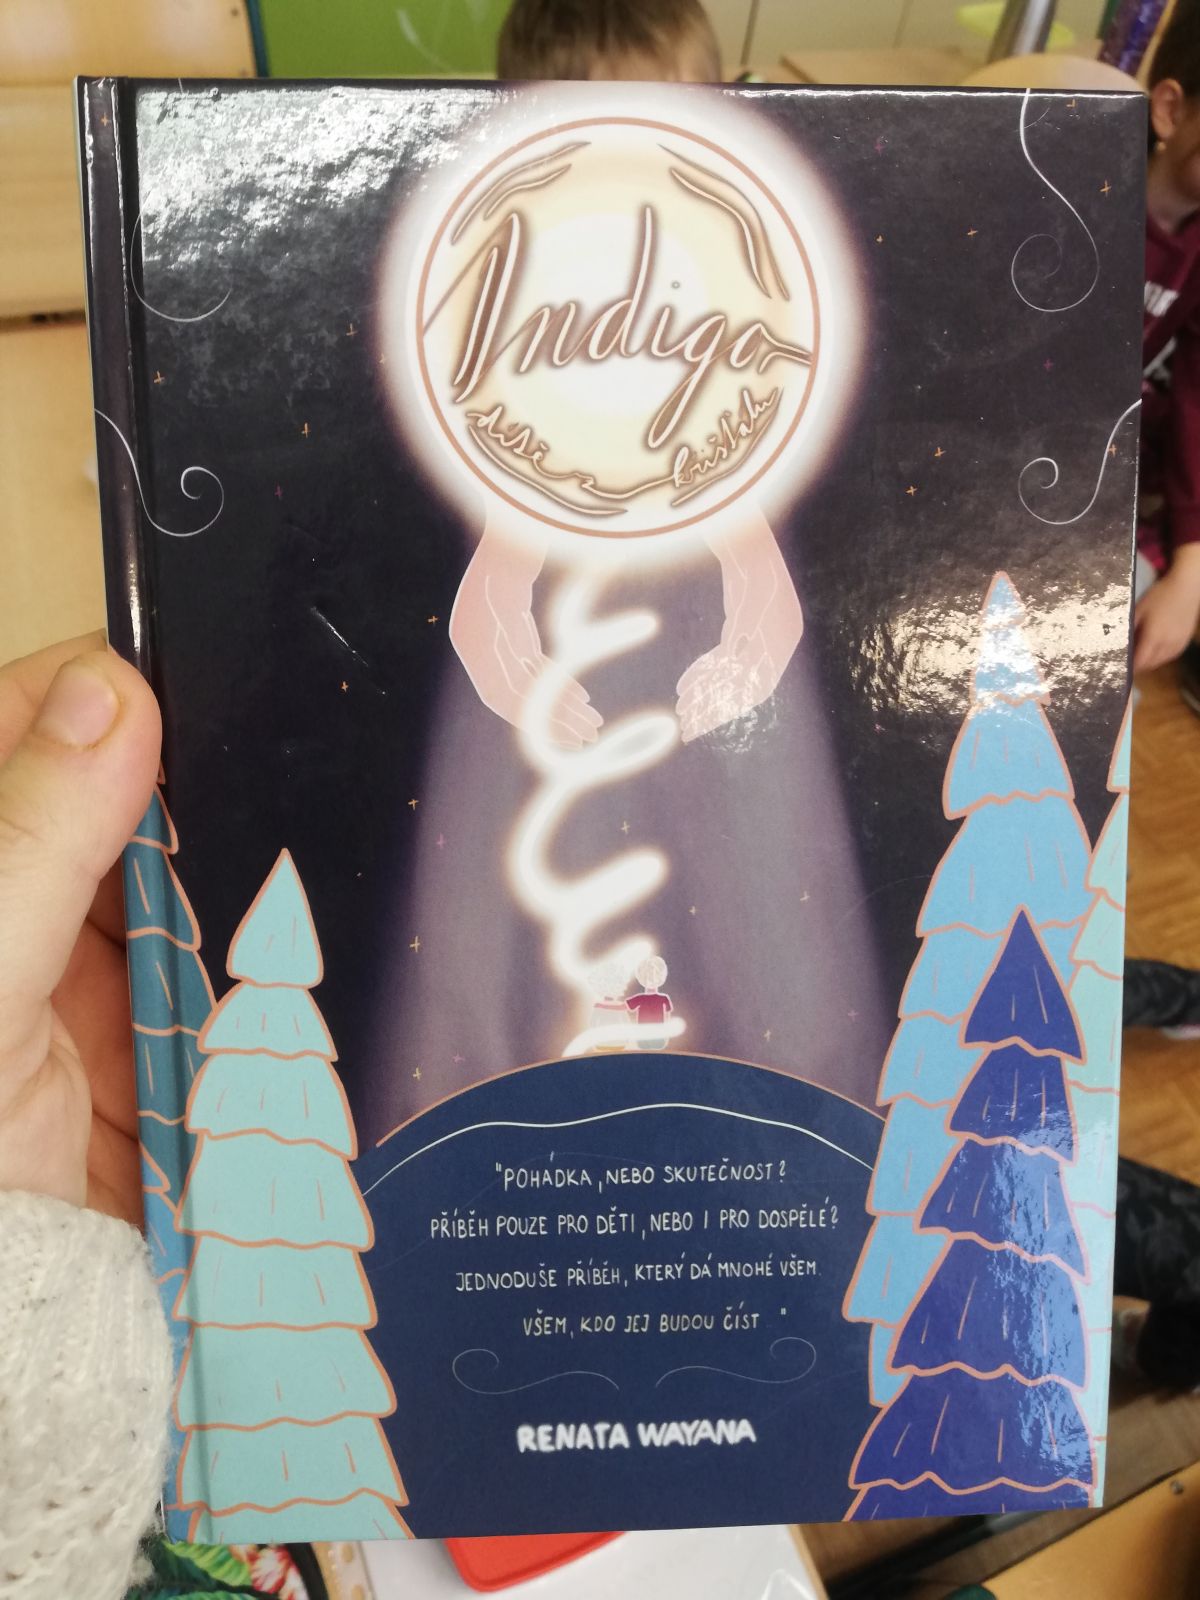 Indigo
dítě z křišťálu
"POHÁDKA, NEBO SKUTEČNOST?
PŘÍBĚH POUZE PRO DĚTI, NEBO I PRO DOSPĚLÉ?
JEDNODUŠE PŘÍBĚH, KTERÝ DÁ MNOHÉ VŠEM.
VŠEM, KDO JEJ BUDOU ČÍST..."
RENATA WAYANA